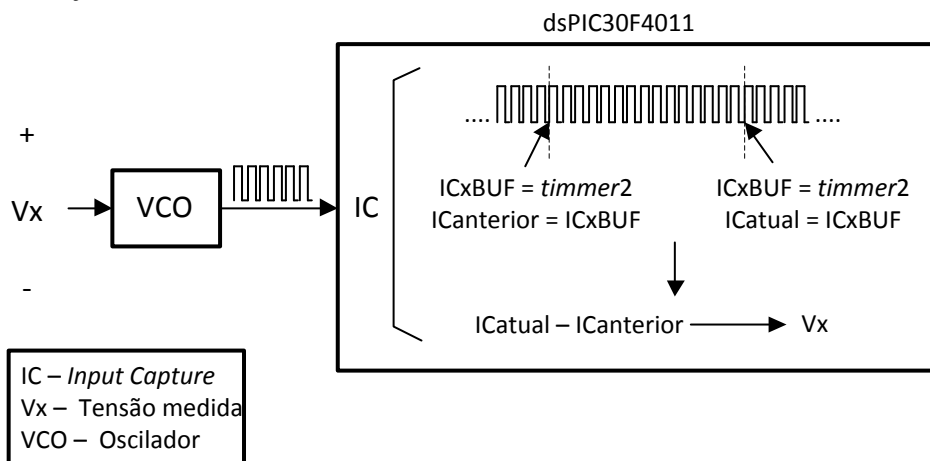 dsPIC30F4011
.... ....
+
Vx
-
VCO
IC
ICxBUF = timmer2
ICanterior = ICxBUF
ICxBUF = timmer2
ICatual = ICxBUF
ICatual – ICanterior Vx
IC – Input Capture
Vx – Tensão medida
VCO – Oscilador